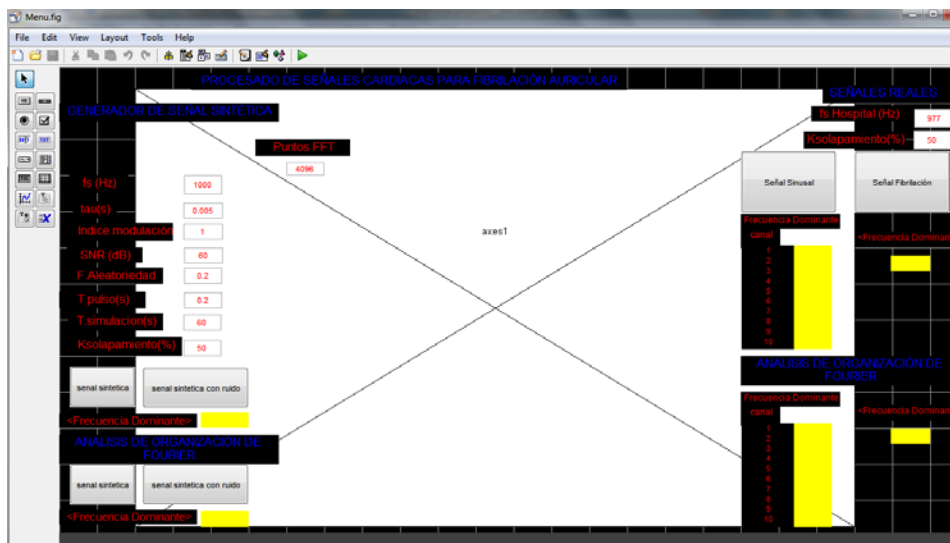 Menu.fig
File Edit View Layout Tools Help
PROCESADO DE SEÑALES CARDIACAS PARA FIBRILACIÓN AURICULAR
GENERADOR DE SEÑAL SINTETICA
Puntos FFT
4096
fs (Hz) 1000
tau(s) 0.005
Indice modulación 1
SNR (dB) 60
F.Aleatoriedad 0.2
T.pulso(s) 0.2
T.simulacion(s) 60
Ksolapamiento(%) 50
senal sintetica senal sintetica con ruido
<Frecuencia Dominante>
ANALISIS DE ORGANIZACIÓN DE
FOURIER
senal sintetica senal sintetica con ruido
<Frecuencia Dominante>
axes1
SEÑALES REALES
fs Hospital (Hz) 977
Ksolapamiento(%) 50
Señal Sinusal Señal Fibrilación
Frecuencia Dominante
canal
<Frecuencia Dominan
1
2
3
4
5
6
7
8
9
10
ANALISIS DE ORGANIZACIÓN DE
FOURIER
Frecuencia Dominante
canal
<Frecuencia Dominan
1
2
3
4
5
6
7
8
9
10